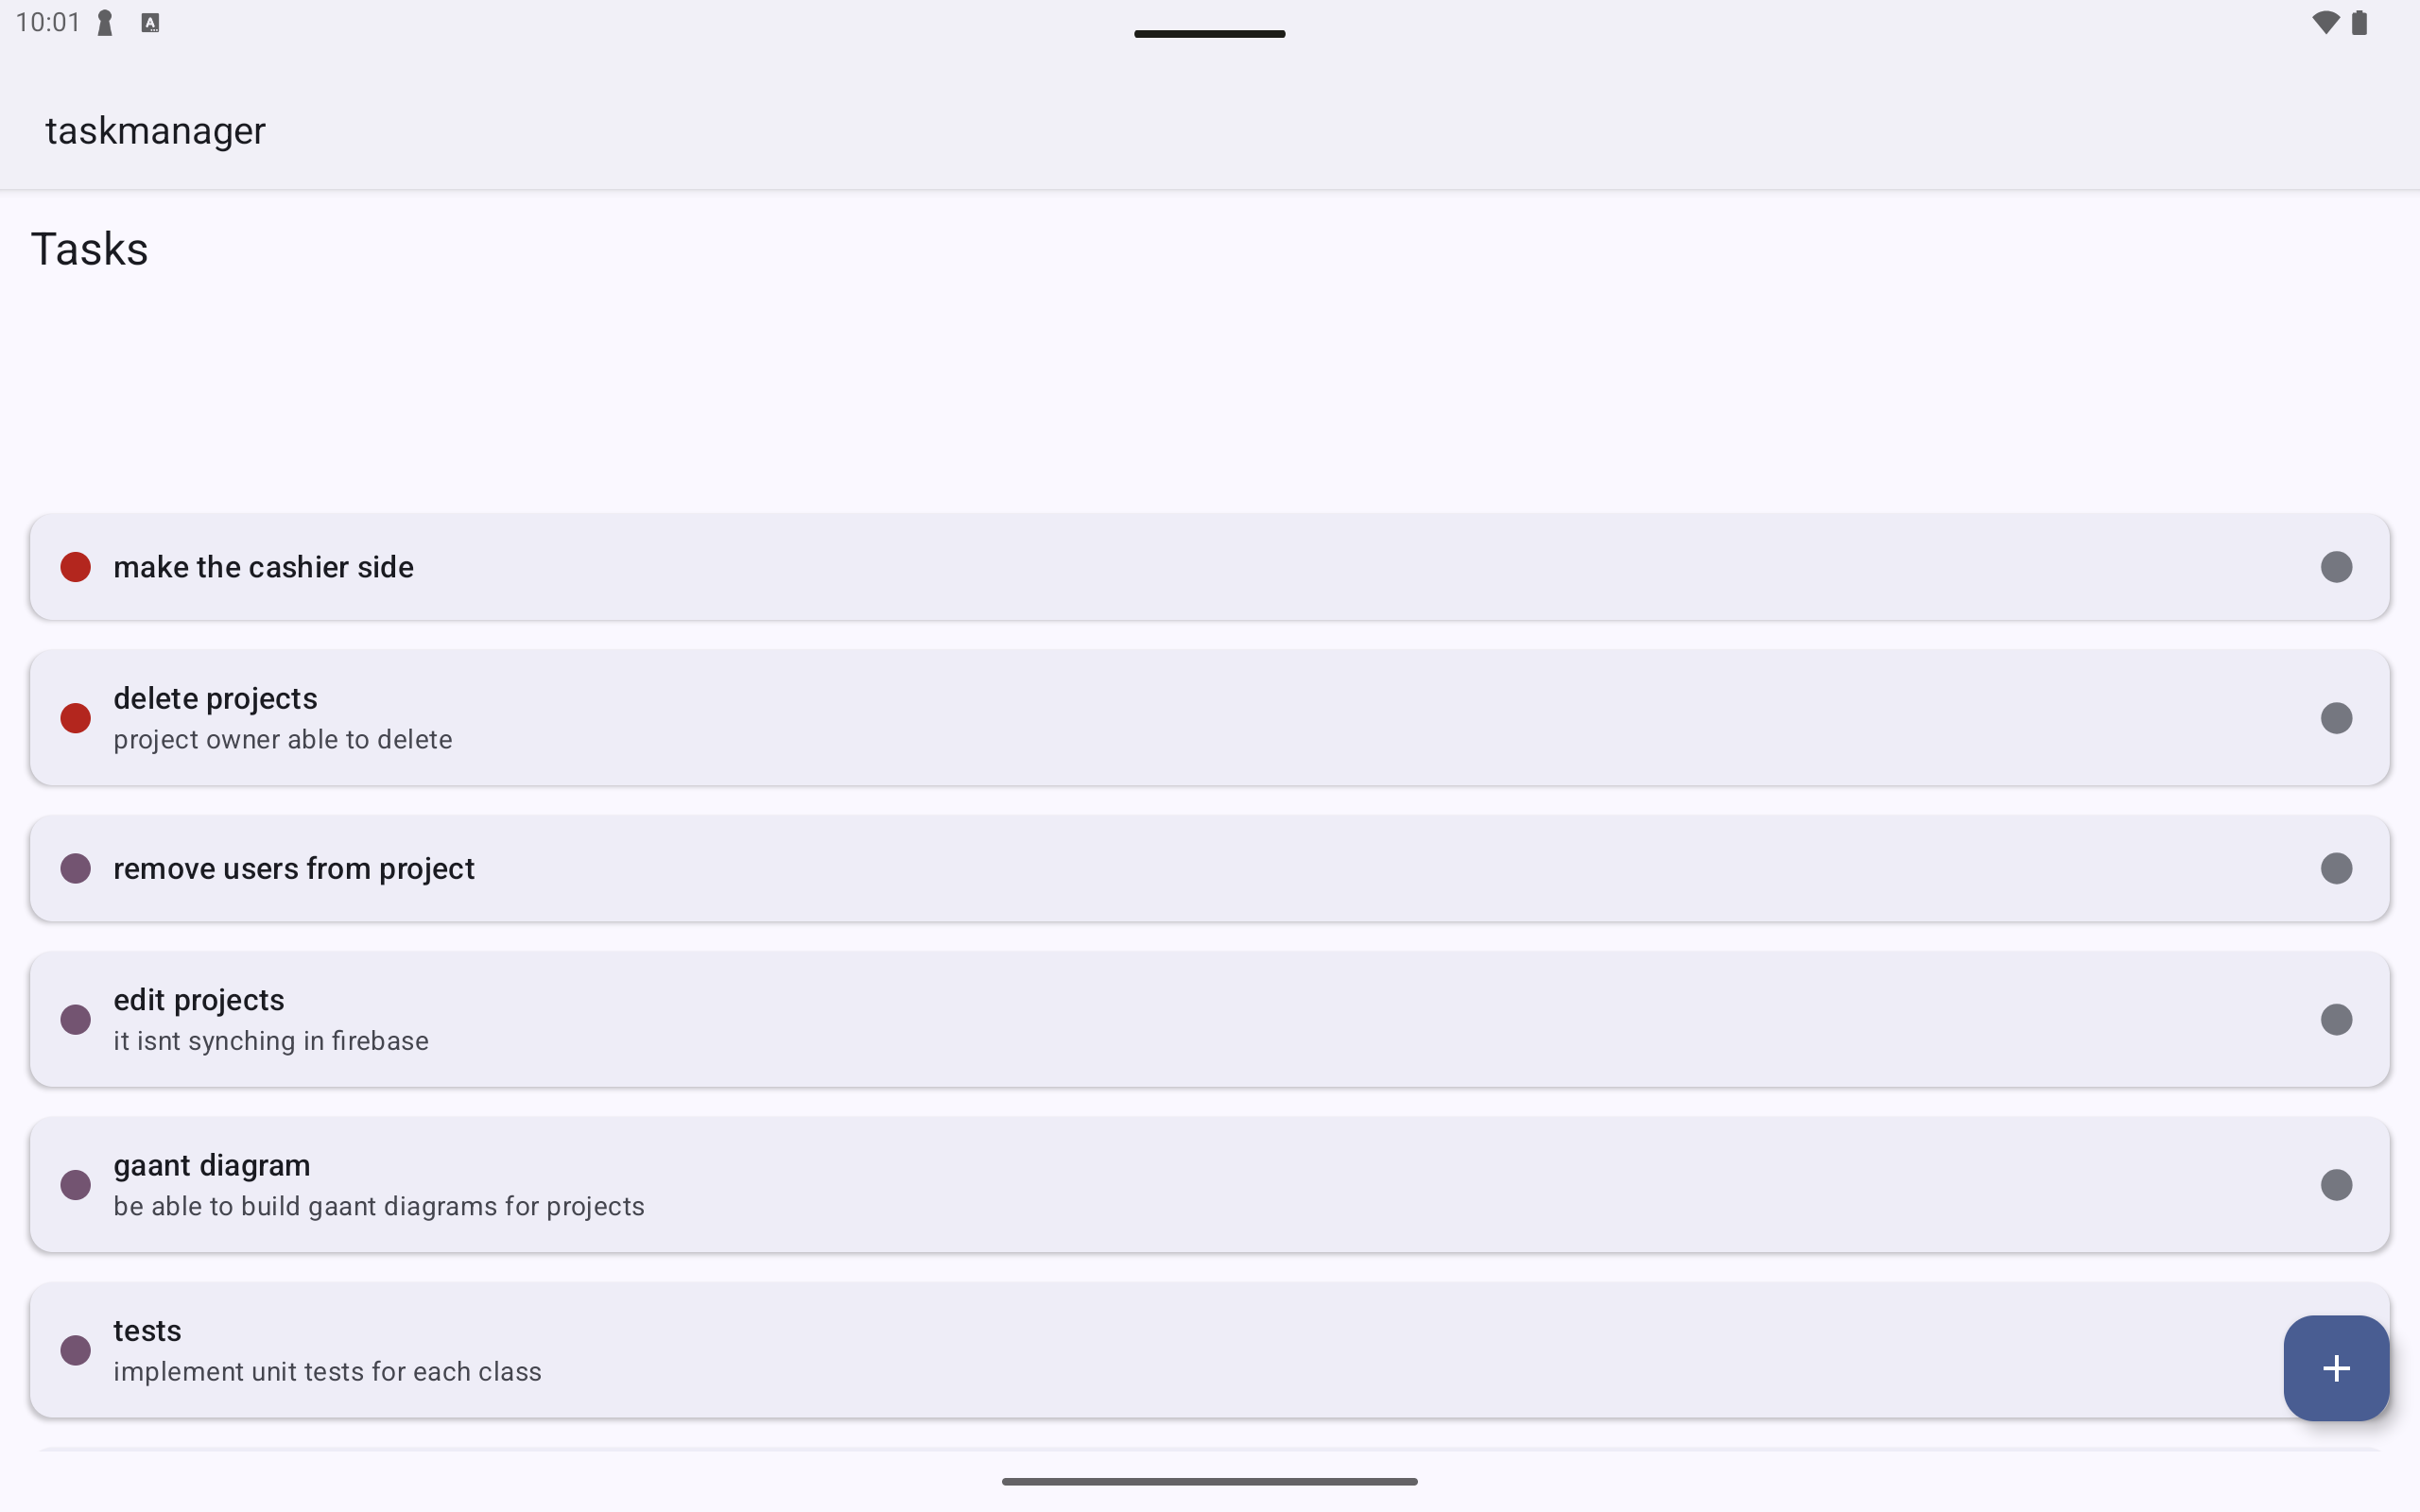 10:01
taskmanager
Tasks
make the cashier side
delete projects
project owner able to delete
remove users from project
edit projects
it isnt synching in firebase
gaant diagram
be able to build gaant diagrams for projects
tests
implement unit tests for each class